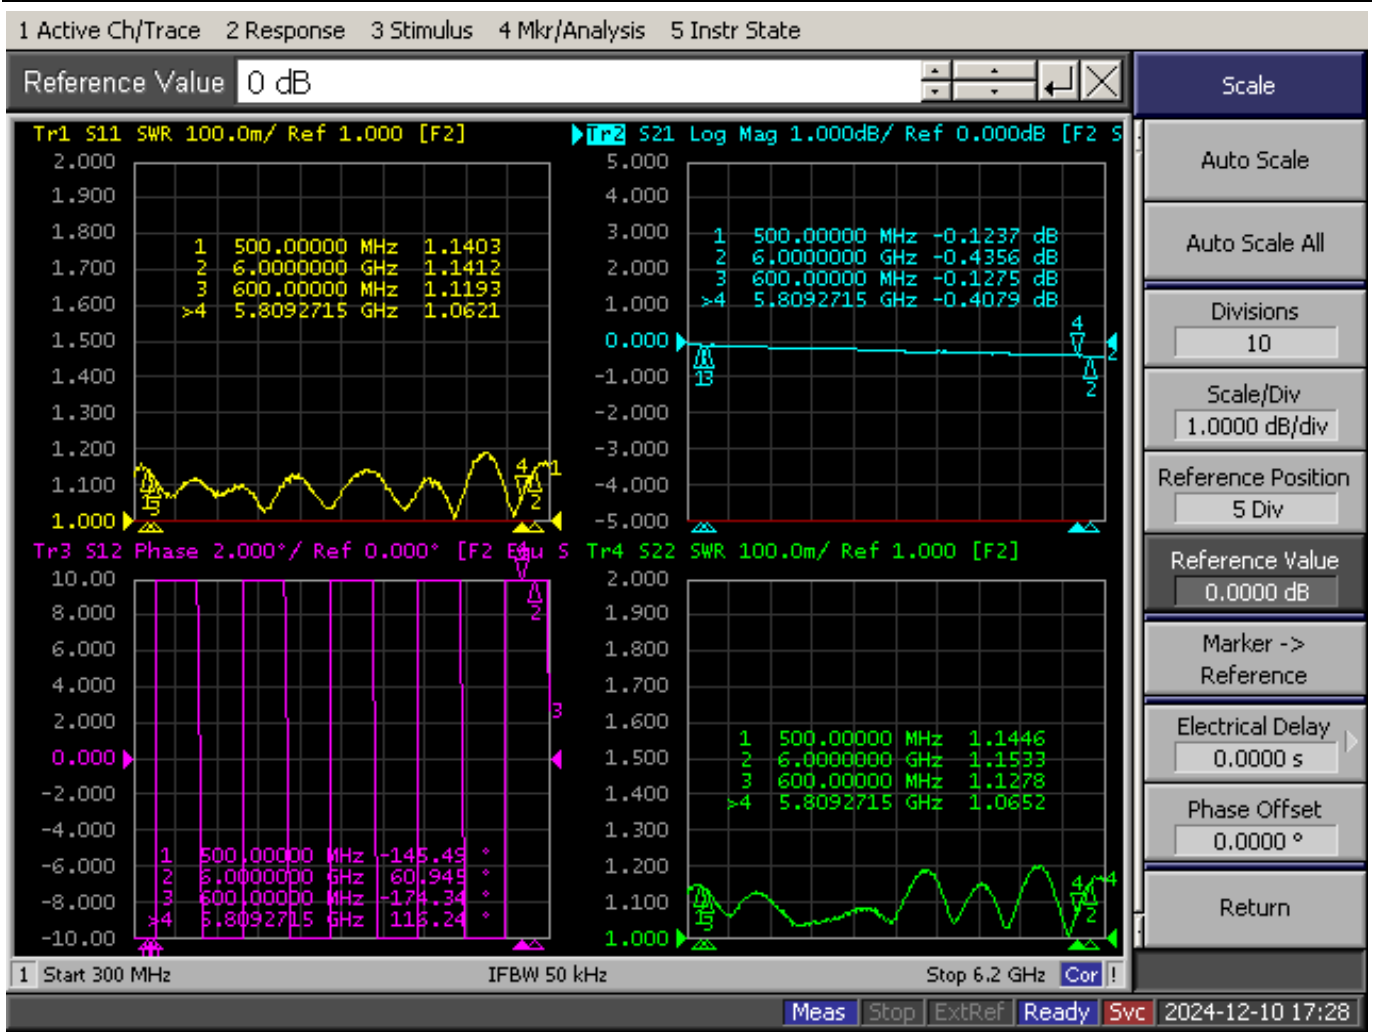 1 Active Ch/Trace 2 Response 3 Stimulus 4 Mkr/Analysis 5 Instr State
Reference Value 0 dB
Scale
Tr1 S11 SWR 100.0m/ Ref 1.000 [F2]
2.000
1.900
1.800
1.700
1.600
1.500
1.400
1.300
1.200
1.100
1.000
1 500.00000 MHz 1.1403
2 6.0000000 GHz 1.1412
3 600.00000 MHz 1.1193
>4 5.8092715 GHz 1.0621
Tr2 S21 Log Mag 1.000dB/ Ref 0.000dB [F2 S
5.000
4.000
3.000
2.000
1.000
0.000
-1.000
-2.000
-3.000
-4.000
-5.000
1 500.00000 MHz -0.1237 dB
2 6.0000000 GHz -0.4356 dB
3 600.00000 MHz -0.1275 dB
>4 5.8092715 GHz -0.4079 dB
Tr3 S12 Phase 2.000°/ Ref 0.000° [F2 S
10.00
8.000
6.000
4.000
2.000
0.000
-2.000
-4.000
-6.000
-8.000
-10.00
1 500.00000 MHz -145.49 °
2 6.0000000 GHz 60.945 °
3 600.00000 MHz -174.34 °
>4 5.8092715 GHz 116.24 °
Tr4 S22 SWR 100.0m/ Ref 1.000 [F2]
2.000
1.900
1.800
1.700
1.600
1.500
1.400
1.300
1.200
1.100
1.000
1 500.00000 MHz 1.1446
2 6.0000000 GHz 1.1533
3 600.00000 MHz 1.1278
>4 5.8092715 GHz 1.0652
Auto Scale
Auto Scale All
Divisions
10
Scale/Div
1.0000 dB/div
Reference Position
5 Div
Reference Value
0.0000 dB
Marker ->
Reference
Electrical Delay
0.0000 s
Phase Offset
0.0000 °
Return
1 Start 300 MHz IFBW 50 kHz Stop 6.2 GHz Cor !
Meas Stop ExtRef Ready Svc 2024-12-10 17:28